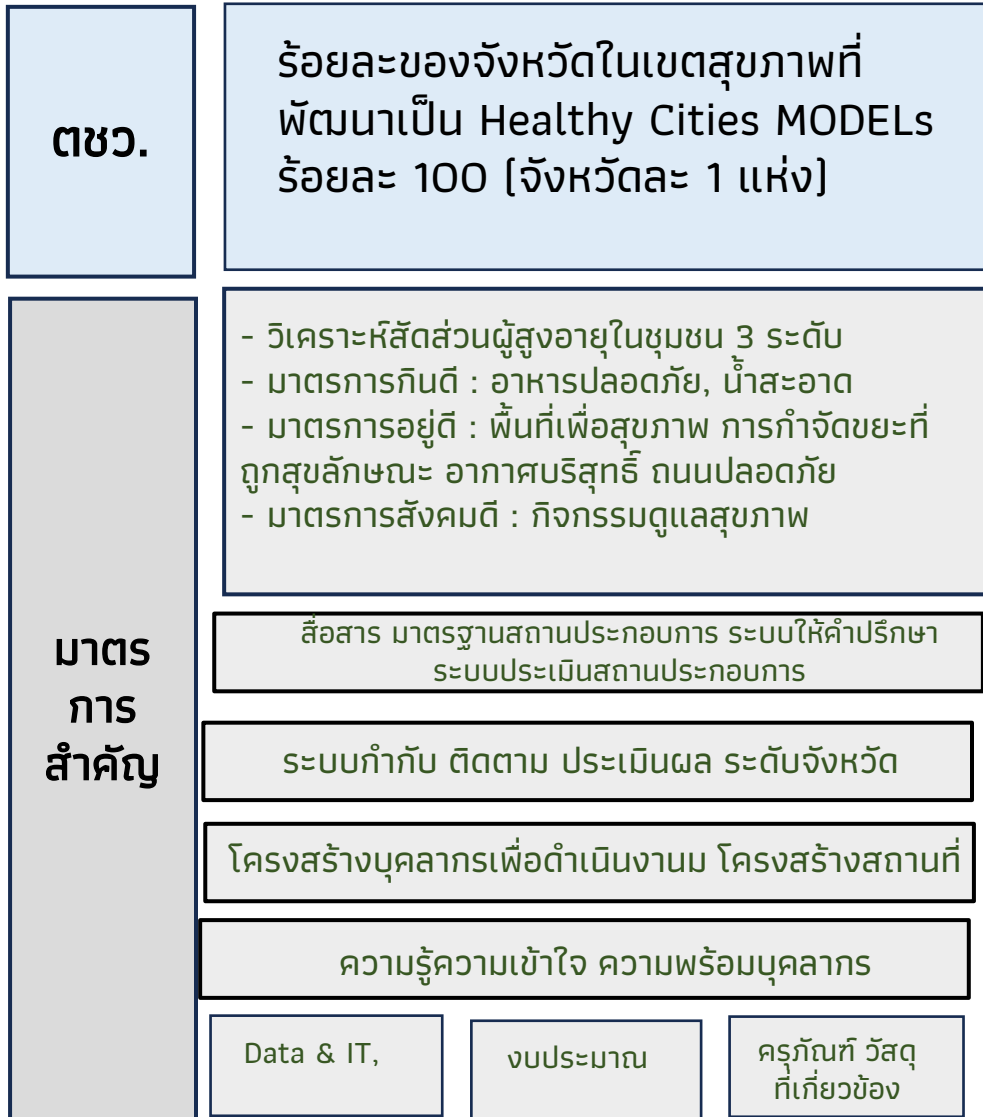 ตชว.
ร้อยละของจังหวัดในเขตสุขภาพที่
พัฒนาเป็น Healthy Cities MODELs
ร้อยละ 100 (จังหวัดละ 1 แห่ง)
มาตร
การ
สำคัญ
- วิเคราะห์สัดส่วนผู้สูงอายุในชุมชน 3 ระดับ
- มาตรการกินดี : อาหารปลอดภัย, น้ำสะอาด
- มาตรการอยู่ดี : พื้นที่เพื่อสุขภาพ การกำจัดขยะที่
ถูกสุขลักษณะ อากาศบริสุทธิ์ ถนนปลอดภัย
- มาตรการสังคมดี : กิจกรรมดูแลสุขภาพ
สื่อสาร มาตรฐานสถานประกอบการ ระบบให้คำปรึกษา
ระบบประเมินสถานประกอบการ
ระบบกำกับ ติดตาม ประเมินผล ระดับจังหวัด
โครงสร้างบุคลากรเพื่อดำเนินงานม โครงสร้างสถานที่
ความรู้ความเข้าใจ ความพร้อมบุคลากร
Data & IT,
งบประมาณ
ครุภัณฑ์ วัสดุ
ที่เกี่ยวข้อง